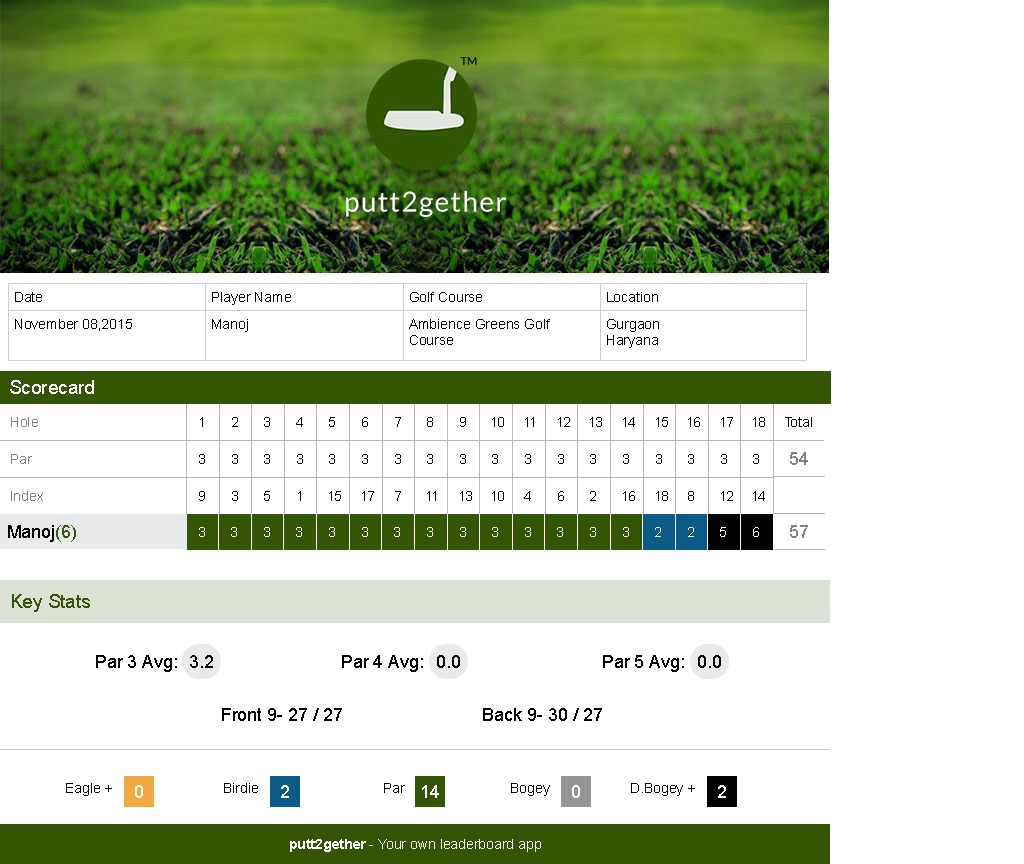 TM
putt2gether
Date Player Name Golf Course Location
November 08,2015 Manoj Ambience Greens Golf Gurgaon
Course Haryana
Scorecard
Hole 1 2 3 4 5 6 7 8 9 10 11 12 13 14 15 16 17 18 Total
Par 3 3 3 3 3 3 3 3 3 3 3 3 3 3 3 3 3 3 54
Index 9 3 5 1 15 17 7 11 13 10 4 6 2 16 18 8 12 14
Manoj(6) 3 3 3 3 3 3 3 3 3 3 3 3 3 3 2 2 5 6 57
Key Stats
Par 3 Avg: 3.2 Par 4 Avg: 0.0 Par 5 Avg: 0.0
Front 9- 27 / 27 Back 9- 30 / 27
Eagle + 0 Birdie 2 Par 14 Bogey 0 D.Bogey + 2
putt2gether - Your own leaderboard app